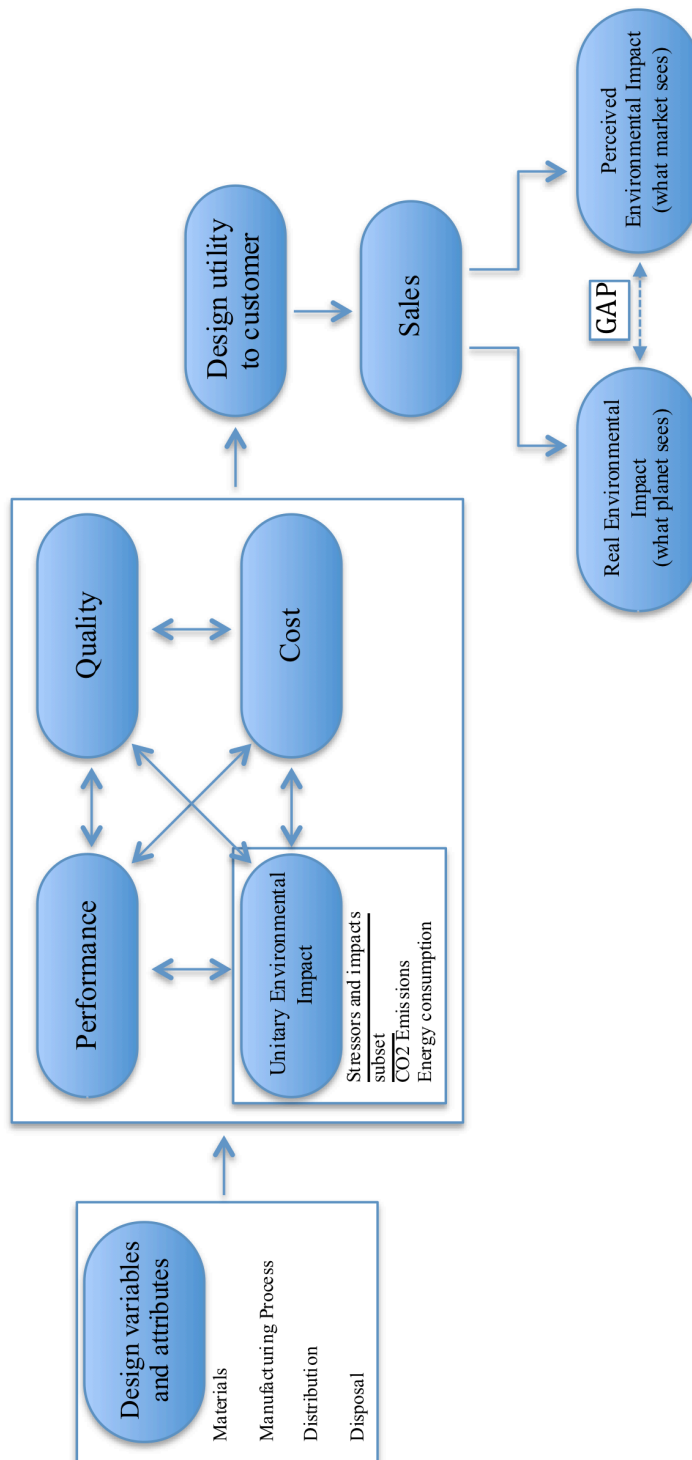 Design variables
and attributes
Materials
Manufacturing Process
Distribution
Disposal
Performance
Quality
Unitary Environmental
Impact
Stressors and impacts
subset
CO2 Emissions
Energy consumption
Cost
Design utility
to customer
Sales
Real Environmental
Impact
(what planet sees)
GAP
Perceived
Environmental Impact
(what market sees)